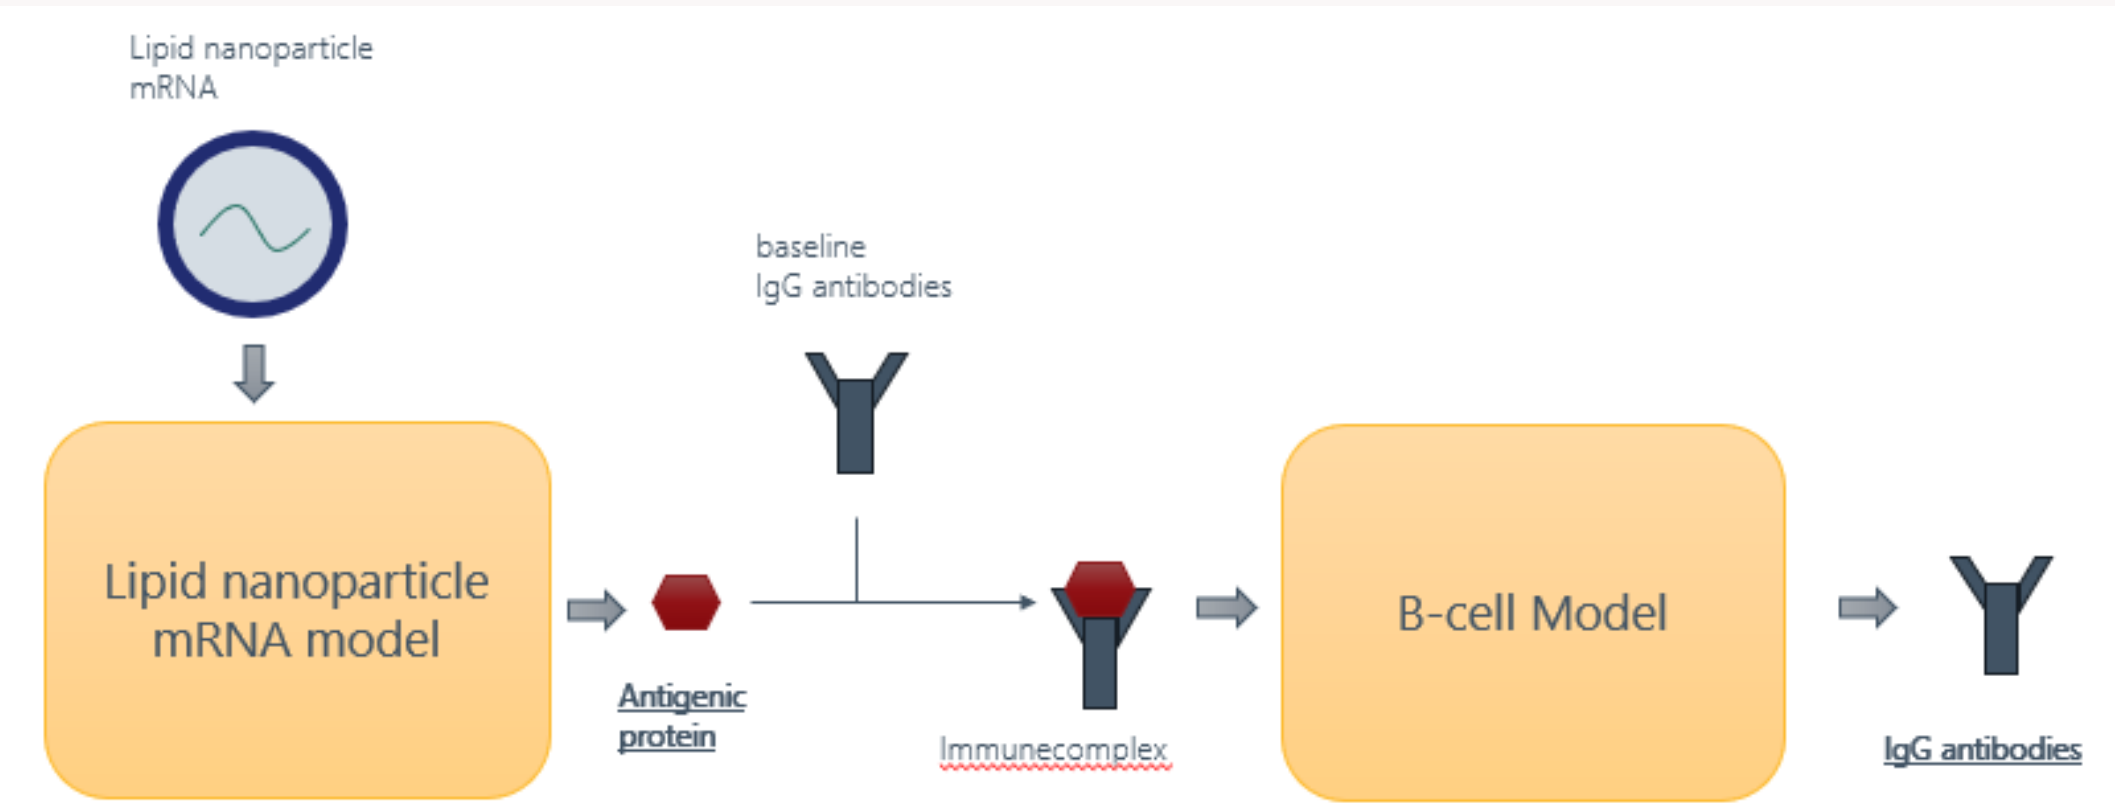 Lipid nanoparticle
mRNA
baseline
IgG antibodies
Lipid nanoparticle
mRNA model
Antigenic
protein
Immunecomplex
B-cell Model
IgG antibodies